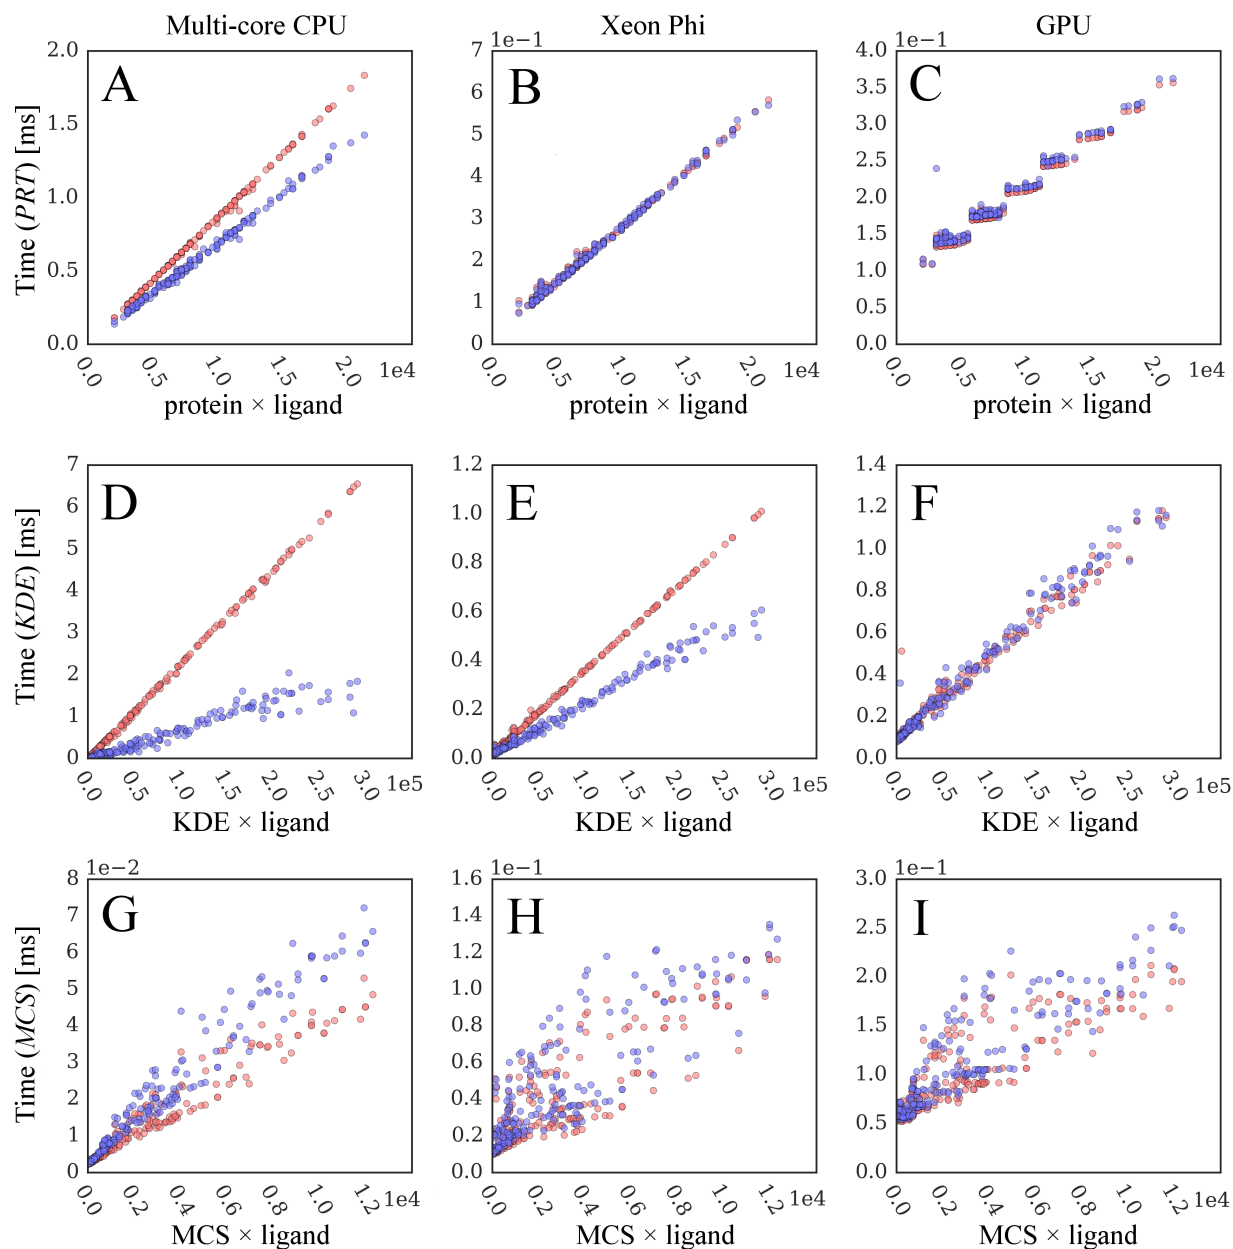 Multi-core CPU
Xeon Phi
GPU
Time (PRT) [ms]
2.0
1.5
1.0
0.5
0.0
A
0.0 0.5 1.0 1.5 2.0 1e4
protein × ligand
1e−1
7
6
5
4
3
2
1
0
B
0.0 0.5 1.0 1.5 2.0 1e4
protein × ligand
1e−1
4.0
3.5
3.0
2.5
2.0
1.5
1.0
0.5
0.0
C
0.0 0.5 1.0 1.5 2.0 1e4
protein × ligand
Time (KDE) [ms]
7
6
5
4
3
2
1
0
D
0.0 0.5 1.0 1.5 2.0 2.5 3.0 1e5
KDE × ligand
1.2
1.0
0.8
0.6
0.4
0.2
0.0
E
0.0 0.5 1.0 1.5 2.0 2.5 3.0 1e5
KDE × ligand
1.4
1.2
1.0
0.8
0.6
0.4
0.2
0.0
F
0.0 0.5 1.0 1.5 2.0 2.5 3.0 1e5
KDE × ligand
Time (MCS) [ms]
1e−2
8
7
6
5
4
3
2
1
0
G
0.0 0.2 0.4 0.6 0.8 1.0 1.2 1e4
MCS × ligand
1e−1
1.6
1.4
1.2
1.0
0.8
0.6
0.4
0.2
0.0
H
0.0 0.2 0.4 0.6 0.8 1.0 1.2 1e4
MCS × ligand
1e−1
3.0
2.5
2.0
1.5
1.0
0.5
0.0
I
0.0 0.2 0.4 0.6 0.8 1.0 1.2 1e4
MCS × ligand